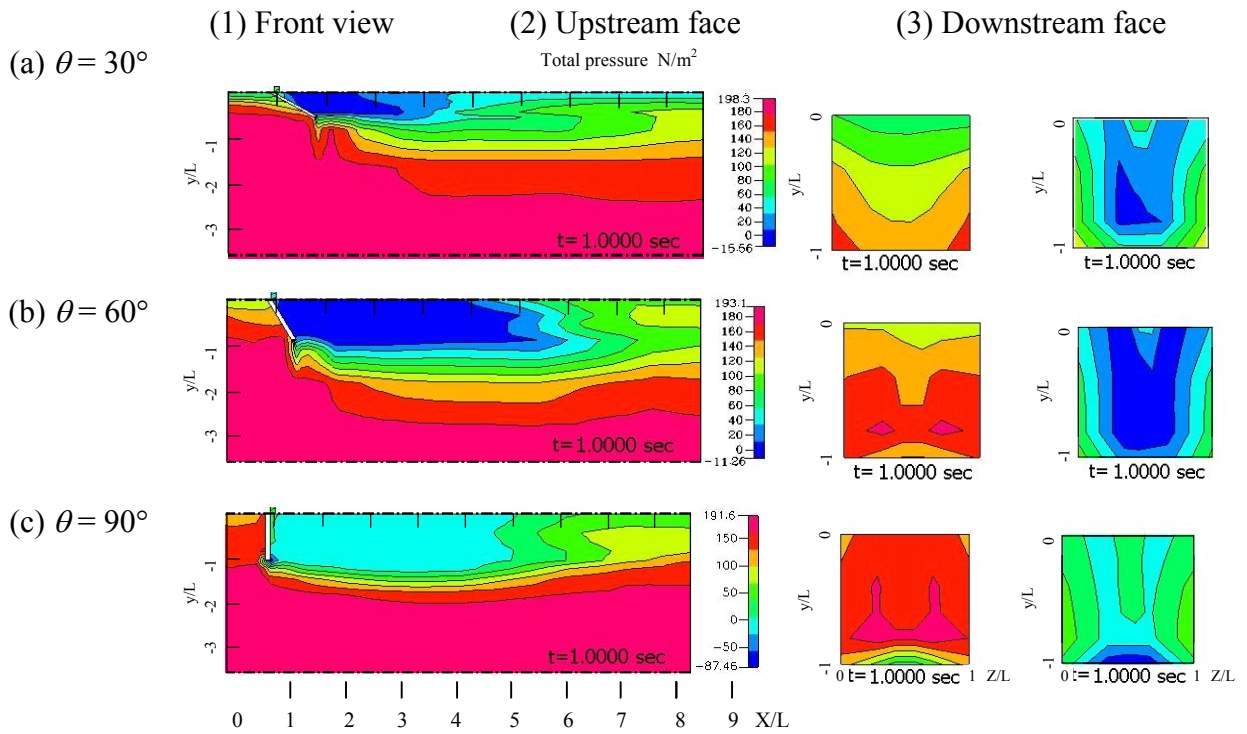 (1) Front view (2) Upstream face (3) Downstream face
(a) θ = 30°
Total pressure N/m²
198.3
180
160
140
120
100
80
60
40
20
0
-15.56
y/L
-1
-2
-3
t=1.0000 sec
y/L
0
-1
t=1.0000 sec
y/L
0
-1
t=1.0000 sec
(b) θ = 60°
193.1
180
160
140
120
100
80
60
40
20
0
-11.26
y/L
-1
-2
-3
t=1.0000 sec
y/L
0
-1
t=1.0000 sec
y/L
0
-1
t=1.0000 sec
(c) θ = 90°
191.6
150
100
50
0
-50
-87.46
y/L
-1
-2
-3
t=1.0000 sec
y/L
0
-1
0 t=1.0000 sec 1 Z/L
y/L
0
-1
0 t=1.0000 sec 1 Z/L
0 1 2 3 4 5 6 7 8 9 X/L